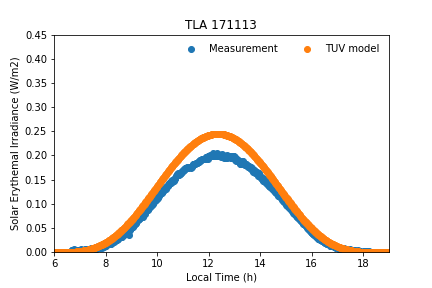 TLA 171113
Measurement TUV model
Solar Erythemal Irradiance (W/m2)
0.45
0.40
0.35
0.30
0.25
0.20
0.15
0.10
0.05
0.00
6 8 10 12 14 16 18
Local Time (h)